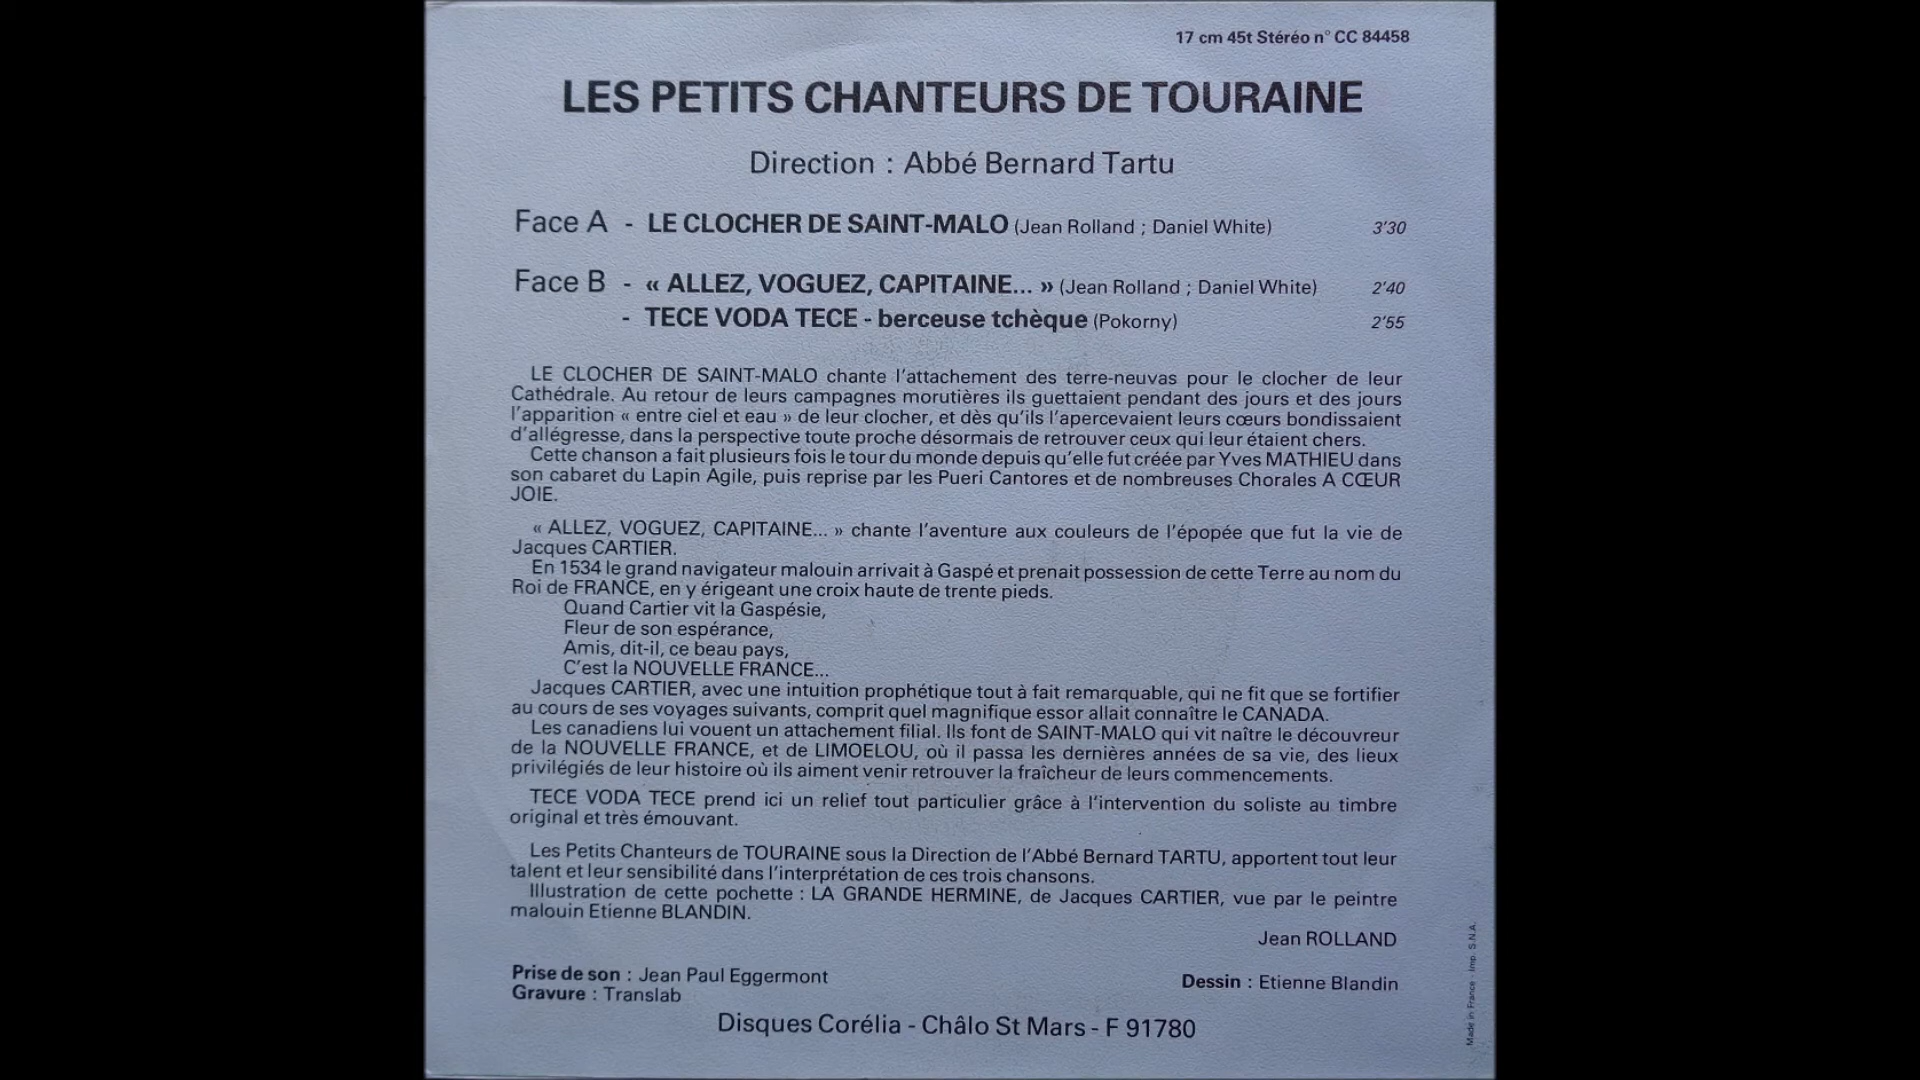 17 cm 45t Stéréo n° CC 84458
LES PETITS CHANTEURS DE TOURAINE
Direction : Abbé Bernard Tartu
Face A - LE CLOCHER DE SAINT-MALO (Jean Rolland ; Daniel White) 3'30
Face B - « ALLEZ, VOGUEZ, CAPITAINE... » (Jean Rolland ; Daniel White) 2'40
- TECE VODA TECE - berceuse tchèque (Pokorny) 2'55
LE CLOCHER DE SAINT-MALO chante l'attachement des terre-neuvas pour le clocher de leur
Cathédrale. Au retour de leurs campagnes morutières ils guettaient pendant des jours et des jours
l'apparition « entre ciel et eau » de leur clocher, et dès qu'ils l'apercevaient leurs cœurs bondissaient
d'allégresse, dans la perspective toute proche désormais de retrouver ceux qui leur étaient chers.
Cette chanson a fait plusieurs fois le tour du monde depuis qu'elle fut créée par Yves MATHIEU dans
son cabaret du Lapin Agile, puis reprise par les Pueri Cantores et de nombreuses Chorales A CŒUR
JOIE.
« ALLEZ, VOGUEZ, CAPITAINE... » chante l'aventure aux couleurs de l'épopée que fut la vie de
Jacques CARTIER.
En 1534 le grand navigateur malouin arrivait à Gaspé et prenait possession de cette Terre au nom du
Roi de FRANCE, en y érigeant une croix haute de trente pieds.
Quand Cartier vit la Gaspésie,
Fleur de son espérance,
Amis, dit-il, ce beau pays,
C'est la NOUVELLE FRANCE...
Jacques CARTIER, avec une intuition prophétique tout à fait remarquable, qui ne fit que se fortifier
au cours de ses voyages suivants, comprit quel magnifique essor allait connaître le CANADA.
Les canadiens lui vouent un attachement filial. Ils font de SAINT-MALO qui vit naître le découvreur
de la NOUVELLE FRANCE, et de LIMOELOU, où il passa les dernières années de sa vie, des lieux
privilégiés de leur histoire où ils aiment venir retrouver la fraîcheur de leurs commencements.
TECE VODA TECE prend ici un relief tout particulier grâce à l'intervention du soliste au timbre
original et très émouvant.
Les Petits Chanteurs de TOURAINE sous la Direction de l'Abbé Bernard TARTU, apportent tout leur
talent et leur sensibilité dans l'interprétation de ces trois chansons.
Illustration de cette pochette : LA GRANDE HERMINE, de Jacques CARTIER, vue par le peintre
malouin Etienne BLANDIN.
Jean ROLLAND
Prise de son : Jean Paul Eggermont
Gravure : Translab
Dessin : Etienne Blandin
Disques Corélia - Châlo St Mars - F 91780
Made in France - Imp. S.N.A.